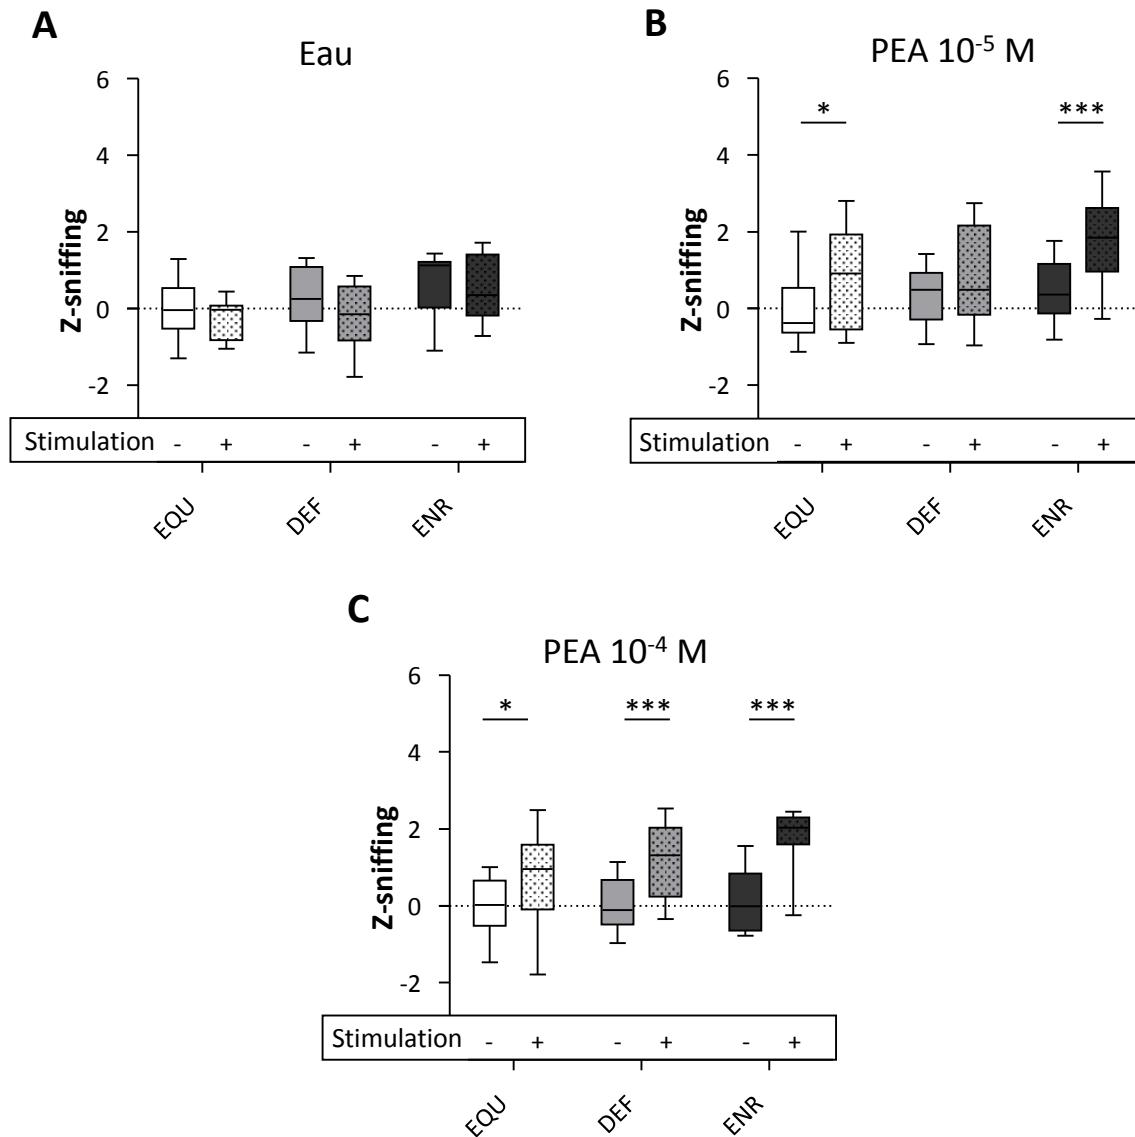 A
Eau
6
4
2
0
-2
Z-sniffing
Stimulation - + - + - +
EQU DEF ENR
B
PEA 10⁻⁵ M
6
4
2
0
-2
Z-sniffing
* ***
Stimulation - + - + - +
EQU DEF ENR
C
PEA 10⁻⁴ M
6
4
2
0
-2
Z-sniffing
* *** ***
Stimulation - + - + - +
EQU DEF ENR